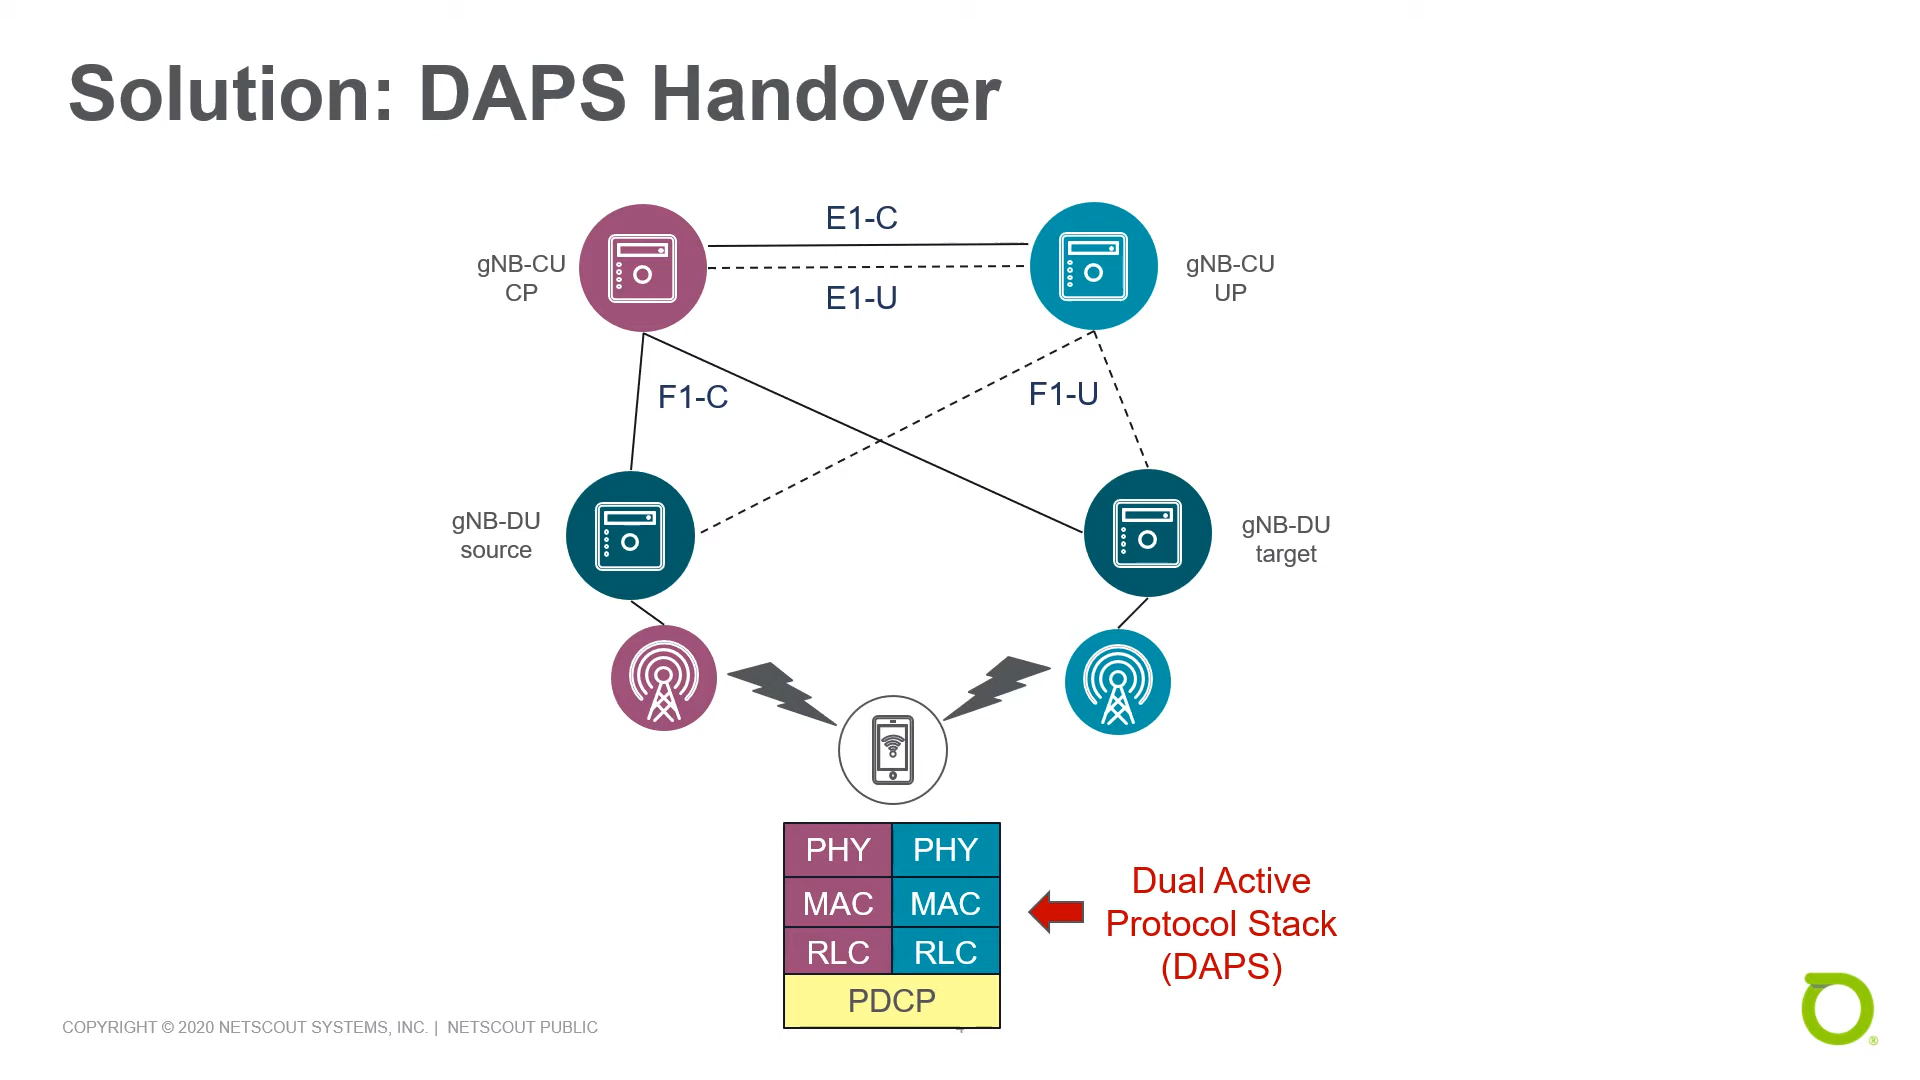 Solution: DAPS Handover
E1-C
gNB-CU
CP
gNB-CU
UP
E1-U
F1-C
F1-U
gNB-DU
source
gNB-DU
target
PHY PHY
MAC MAC
RLC RLC
PDCP
Dual Active
Protocol Stack
(DAPS)
COPYRIGHT © 2020 NETSCOUT SYSTEMS, INC. | NETSCOUT PUBLIC
®